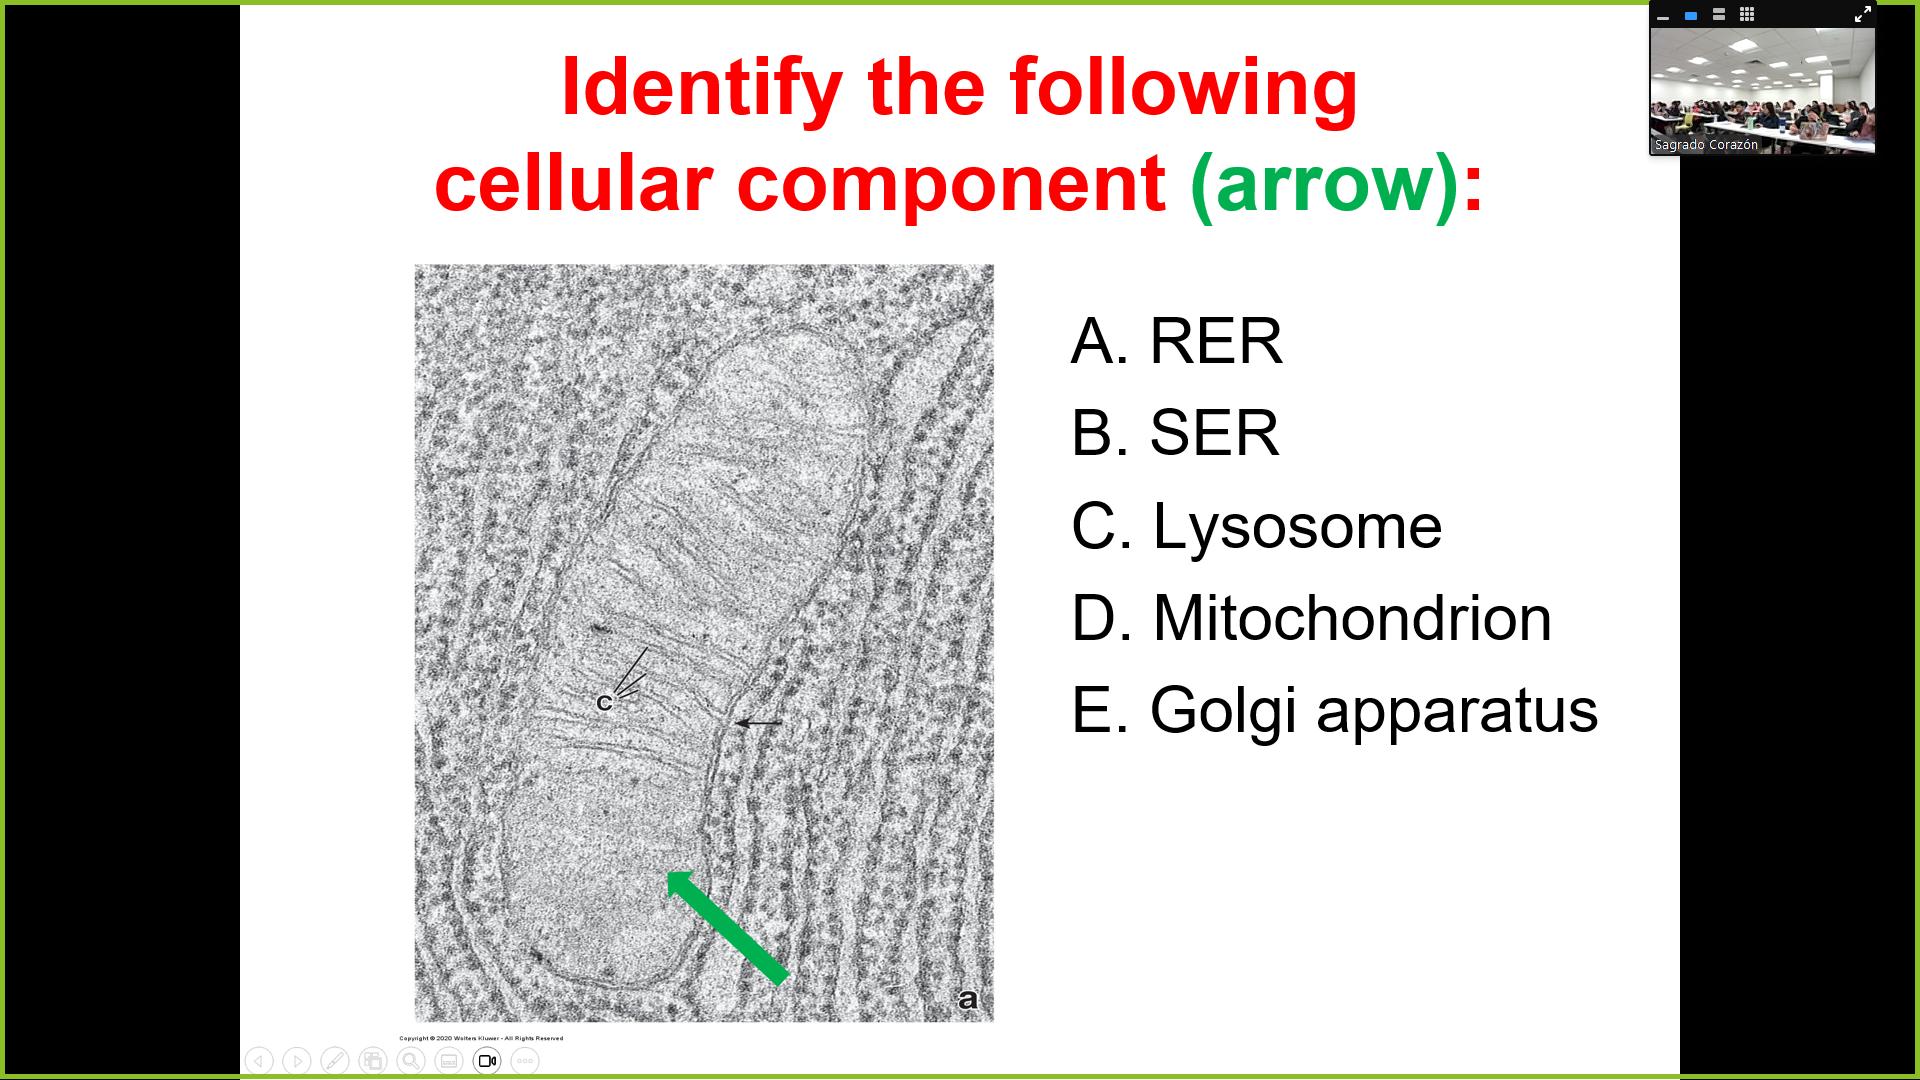 Identify the following
cellular component (arrow):
Sagrado Corazón
A. RER
B. SER
C. Lysosome
D. Mitochondrion
E. Golgi apparatus
C
a
Copyright © 2020 Wolters Kluwer - All Rights Reserved